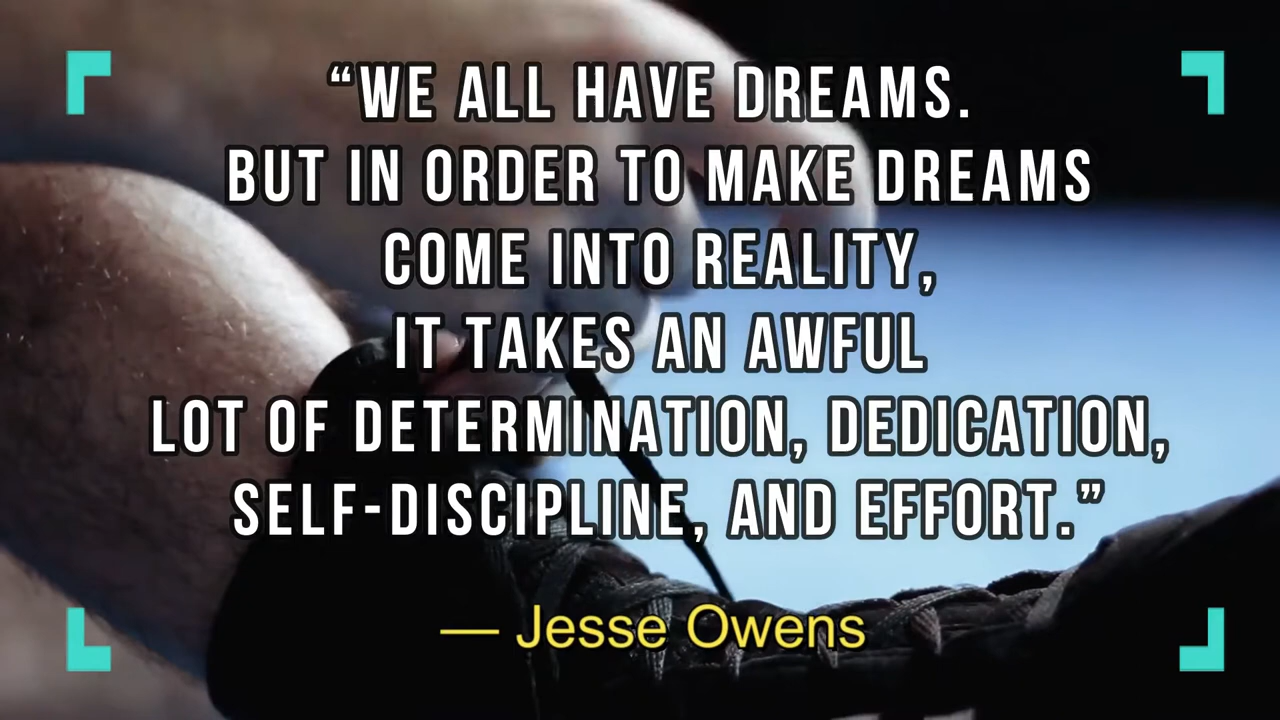 “WE ALL HAVE DREAMS.
BUT IN ORDER TO MAKE DREAMS
COME INTO REALITY,
IT TAKES AN AWFUL
LOT OF DETERMINATION, DEDICATION,
SELF-DISCIPLINE, AND EFFORT.”
— Jesse Owens